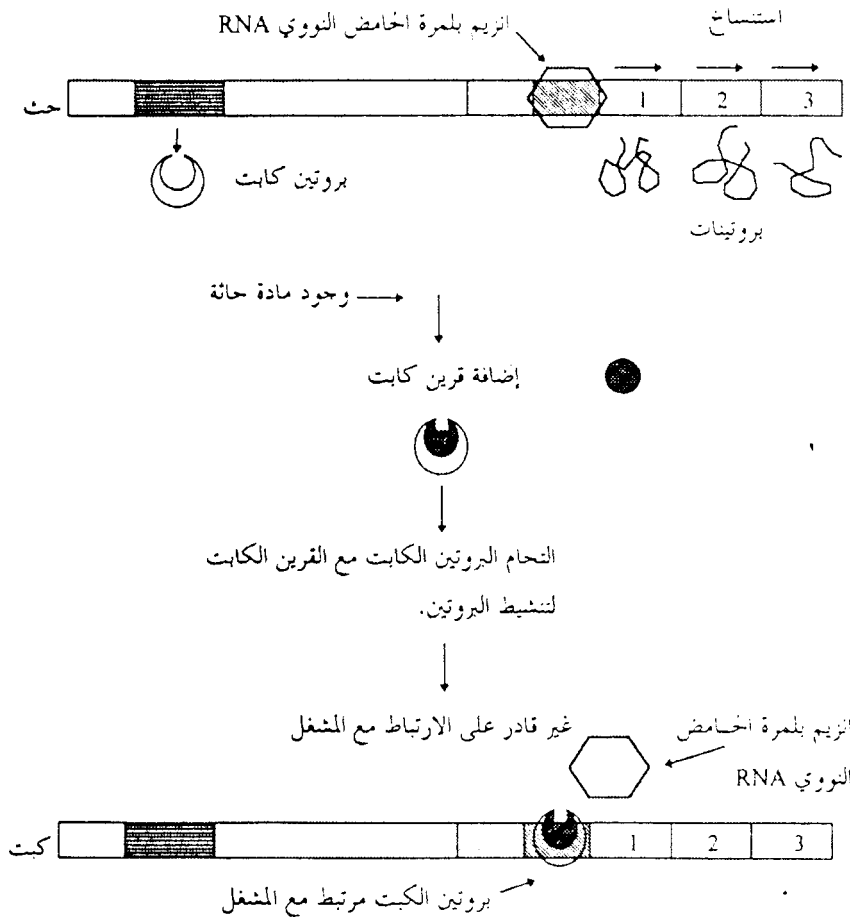 استنساخ
انزيم بلمرة الحامض النووي RNA
حث
1 2 3
بروتين كابت
بروتينات
وجود مادة حاثة
إضافة قرين كابت
التحام البروتين الكابت مع القرين الكابت
لتنشيط البروتين.
غير قادر على الارتباط مع المشغل
انزيم بلمرة الحامض
النووي RNA
كبت
1 2 3
بروتين الكبت مرتبط مع المشغل